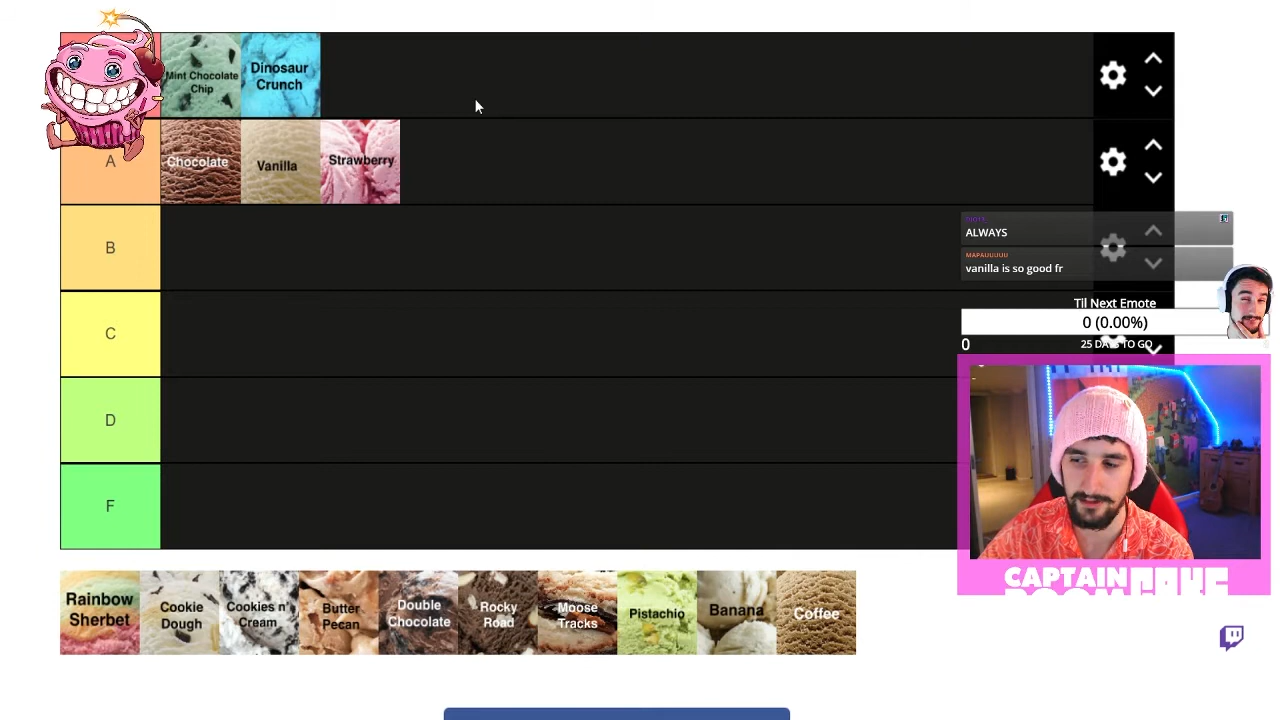 Mint Chocolate
Chip
Dinosaur
Crunch
A
Chocolate
Vanilla
Strawberry
B
ALWAYS
MAPAUUUUU
vanilla is so good fr
Til Next Emote
0 (0.00%)
0
25 DAYS TO GO
C
D
F
CAPTAIN
Rainbow
Sherbet
Cookie
Dough
Cookies n'
Cream
Butter
Pecan
Double
Chocolate
Rocky
Road
Moose
Tracks
Pistachio
Banana
Coffee